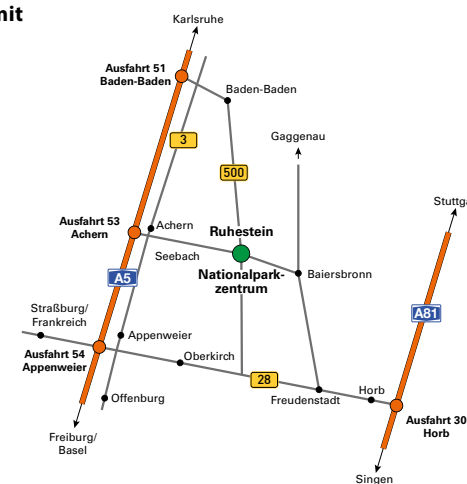 mit
Karlsruhe
Ausfahrt 51
Baden-Baden
Baden-Baden
3
Gaggenau
500
Stuttga
Ausfahrt 53
Achern
Achern
Ruhestein
Seebach
Nationalpark-
zentrum
Baiersbronn
A5
A81
Straßburg/
Frankreich
Appenweier
Ausfahrt 54
Appenweier
Oberkirch
28
Horb
Freudenstadt
Offenburg
Ausfahrt 30
Horb
Freiburg/
Basel
Singen